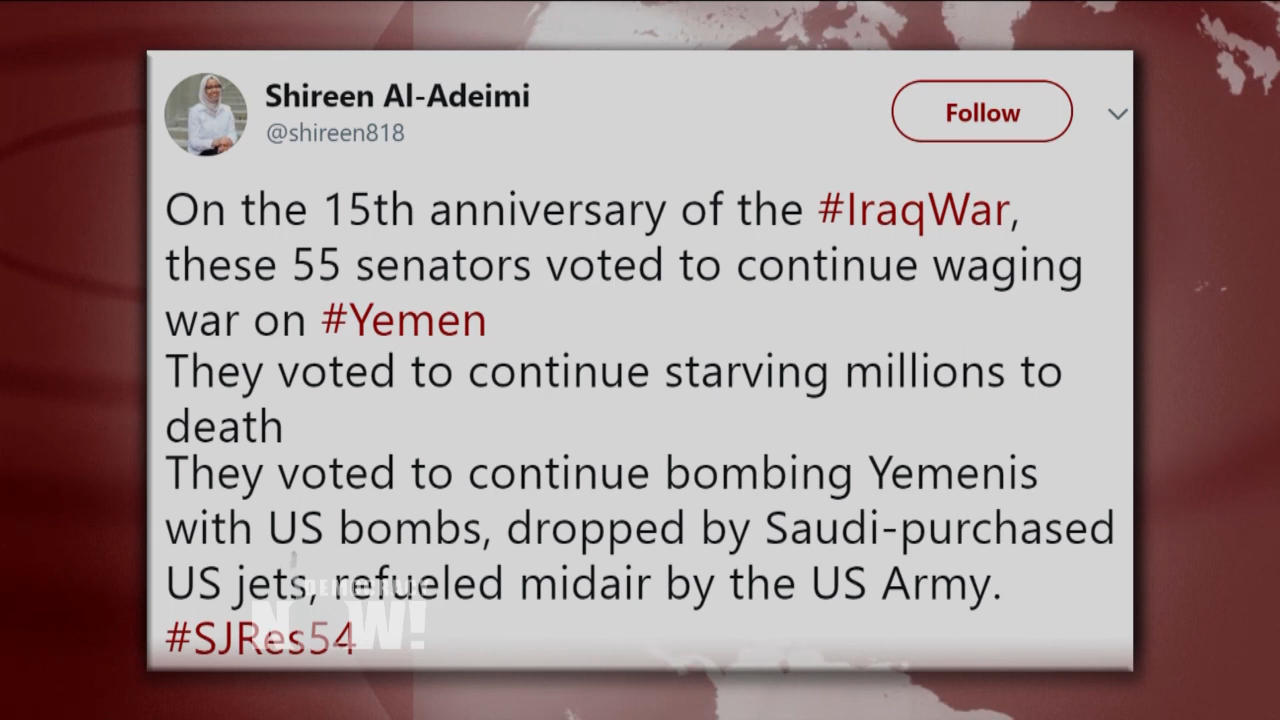 Shireen Al-Adeimi
@shireen818
Follow
On the 15th anniversary of the #IraqWar,
these 55 senators voted to continue waging
war on #Yemen
They voted to continue starving millions to
death
They voted to continue bombing Yemenis
with US bombs, dropped by Saudi-purchased
US jets, refueled midair by the US Army.
#SJRes54
DEMOCRACY
NOW!